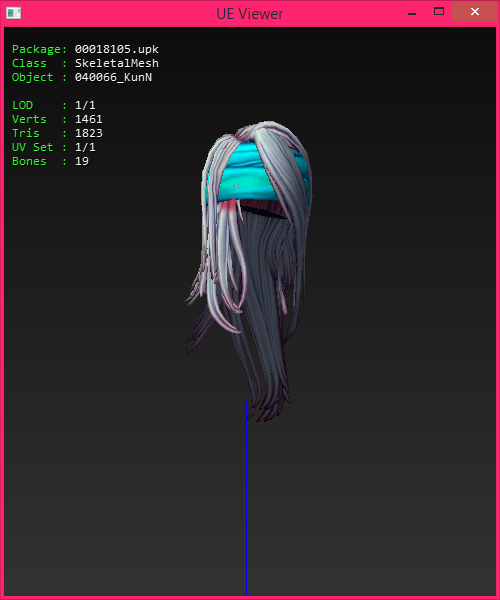 UE Viewer
Package: 00018105.upk
Class  : SkeletalMesh
Object : 040066_KunN
LOD    : 1/1
Verts  : 1461
Tris   : 1823
UV Set : 1/1
Bones  : 19